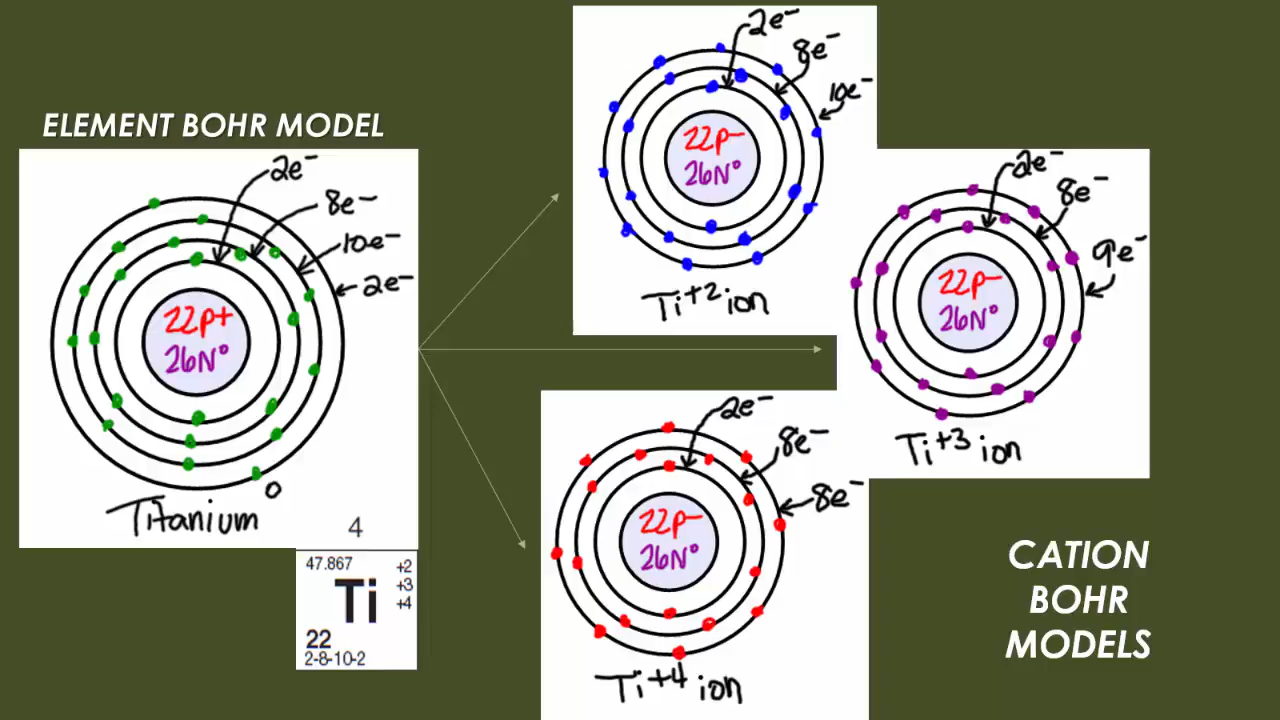 ELEMENT BOHR MODEL
2e⁻
8e⁻
10e⁻
2e⁻
22p+
26N°
Titanium
4
47.867
+2
+3
+4
Ti
22
2-8-10-2
2e⁻
8e⁻
10e⁻
22p-
26N°
Ti⁺² ion
2e⁻
8e⁻
9e⁻
22p-
26N°
Ti⁺³ ion
2e⁻
8e⁻
8e⁻
22p-
26N°
Ti⁺⁴ ion
CATION
BOHR
MODELS